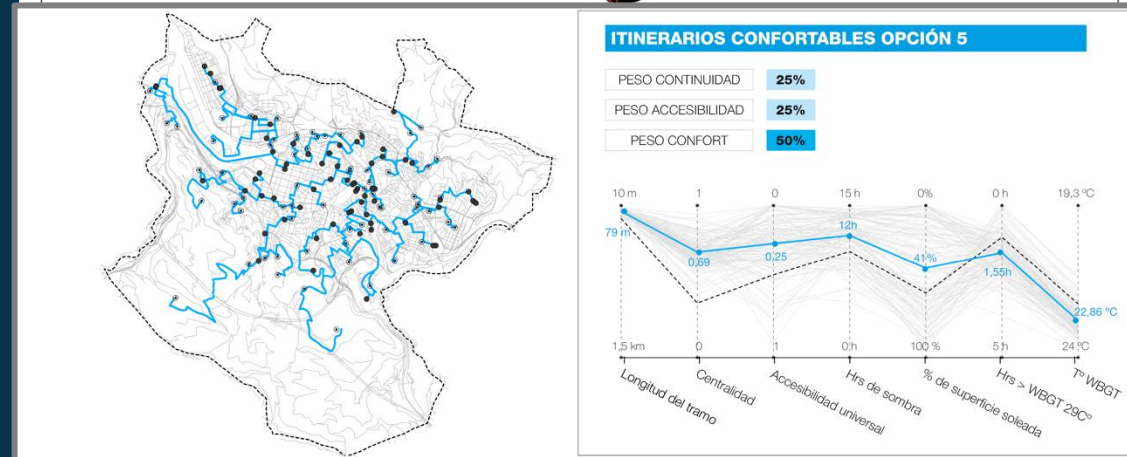 ITINERARIOS CONFORTABLES OPCIÓN 5
PESO CONTINUIDAD 25%
PESO ACCESIBILIDAD 25%
PESO CONFORT 50%
10 m 1 0 15 h 0% 0 h 19,3 ºC
79 m 0,69 0,25 12h 41% 1,55h 22,86 ºC
1,5 km 0 1 0 h 100 % 5 h 24 ºC
Longitud del tramo
Centralidad
Accesibilidad universal
Hrs de sombra
% de superficie soleada
Hrs > WBGT 29Cº
Tº WBGT